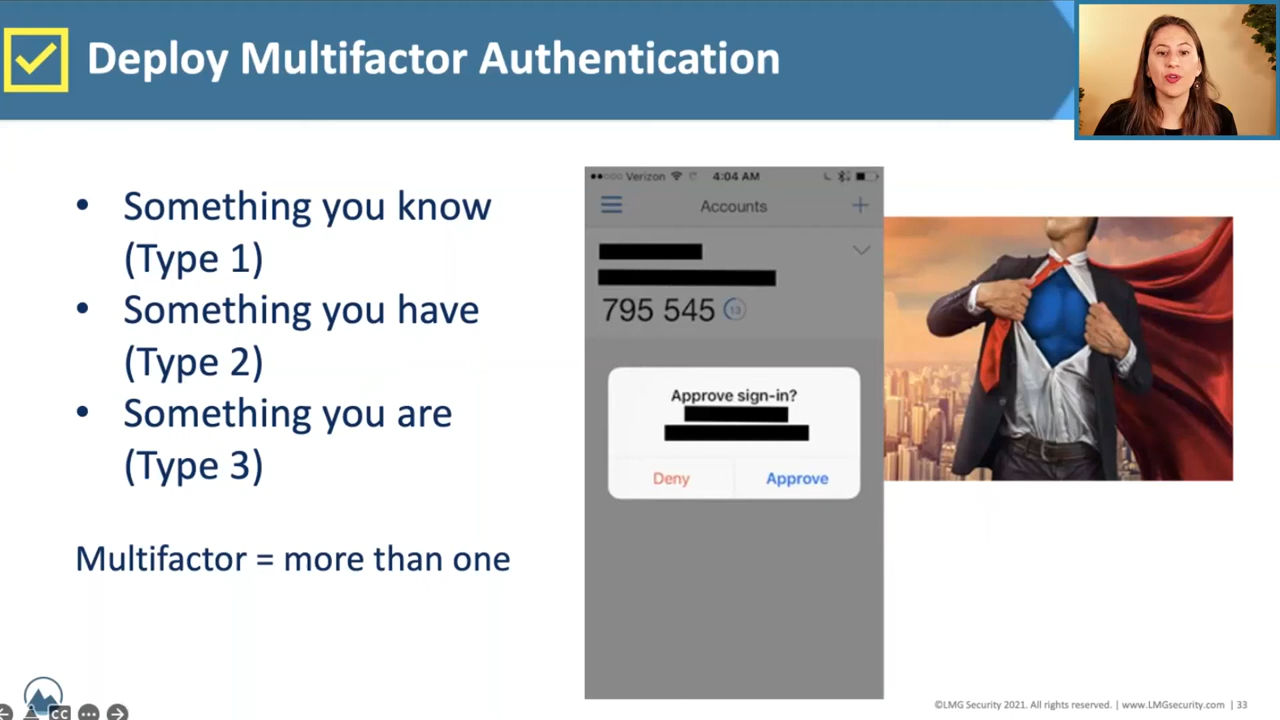 Deploy Multifactor Authentication
• Something you know
(Type 1)
• Something you have
(Type 2)
• Something you are
(Type 3)
Multifactor = more than one
Verizon 4:04 AM
Accounts
795 545 13
Approve sign-in?
Deny Approve
CC
©LMG Security 2021. All rights reserved. | www.LMGsecurity.com | 33